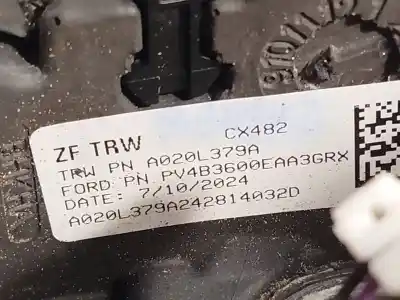 ZF TRW CX482
TRW PN A020L379A
FORD PN PV4B3600EAA3GRX
DATE: 7/10/2024
A020L379A242814032D